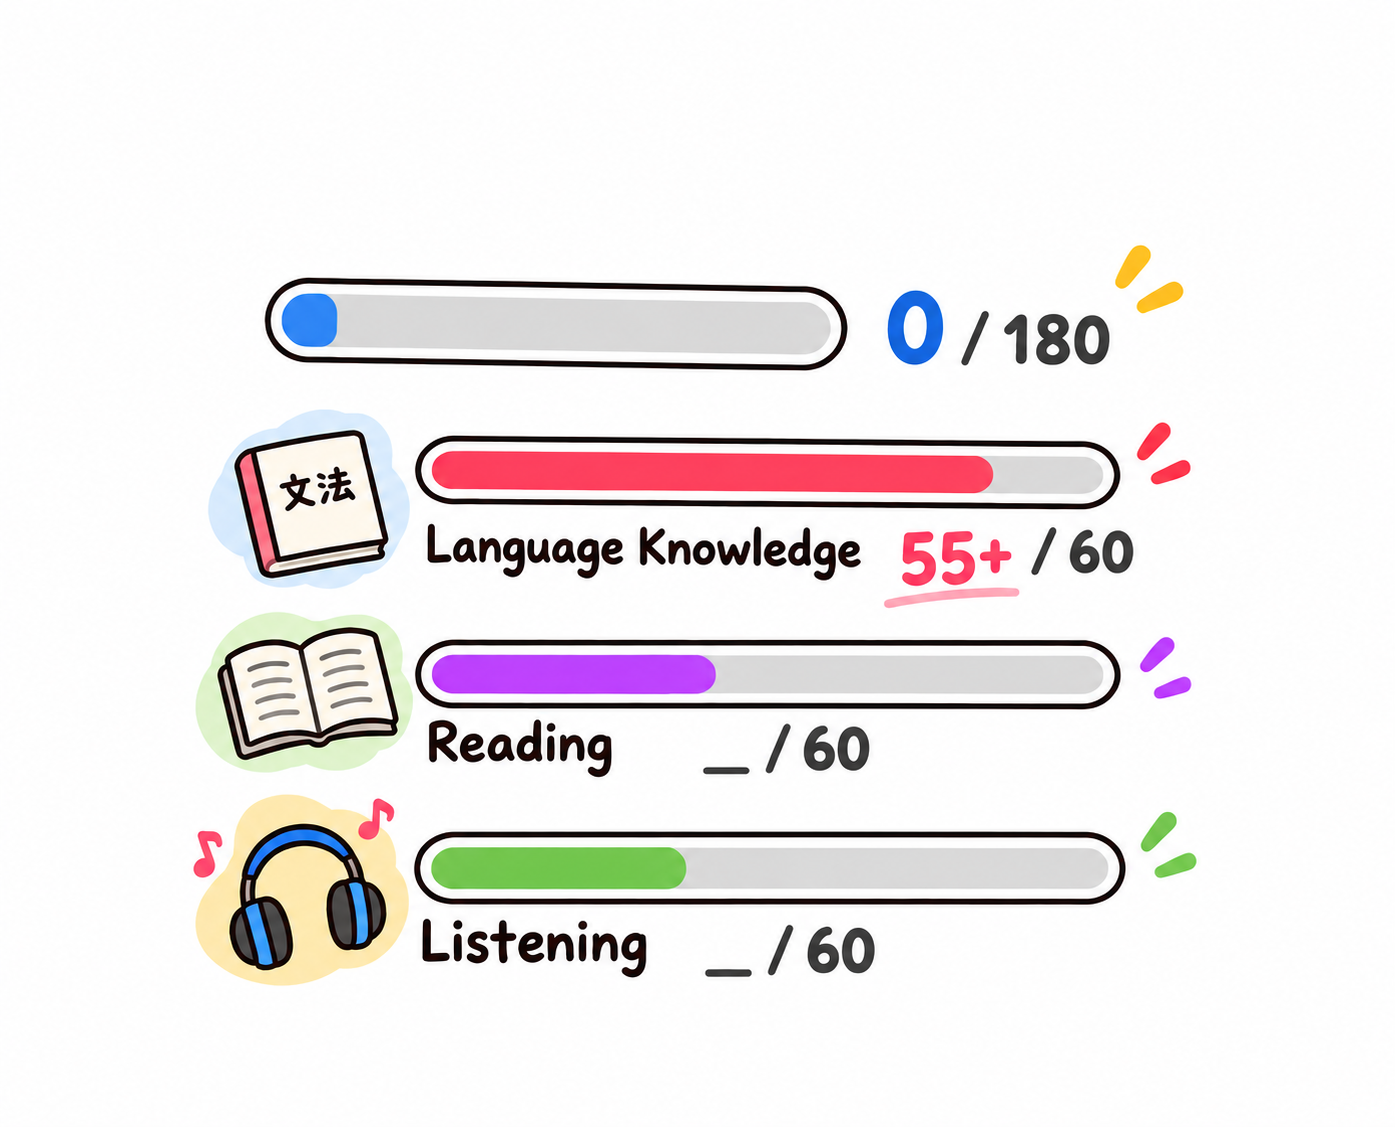 0 / 180
文法
Language Knowledge 55+ / 60
Reading _ / 60
Listening _ / 60